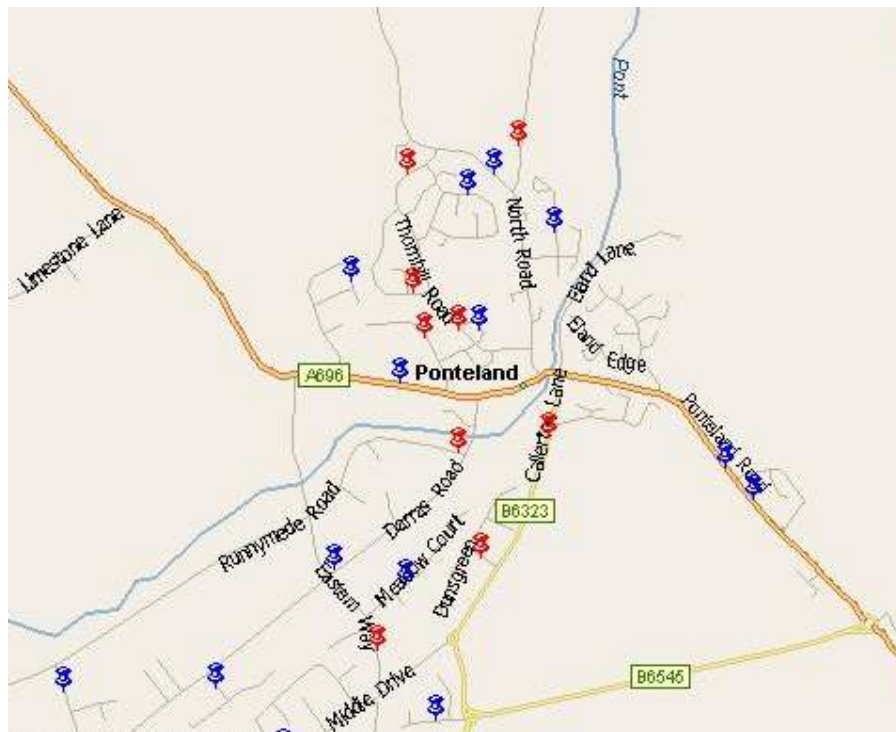 Pont
Limestone Lane
Thornhill Road
North Road
Eland Lane
Eland Edge
A696
Ponteland
Callerton Lane
Ponteland Road
Runnymede Road
Darras Road
B6323
Meadow Court
Dunsgreen
Eastern Way
Middle Drive
B6545